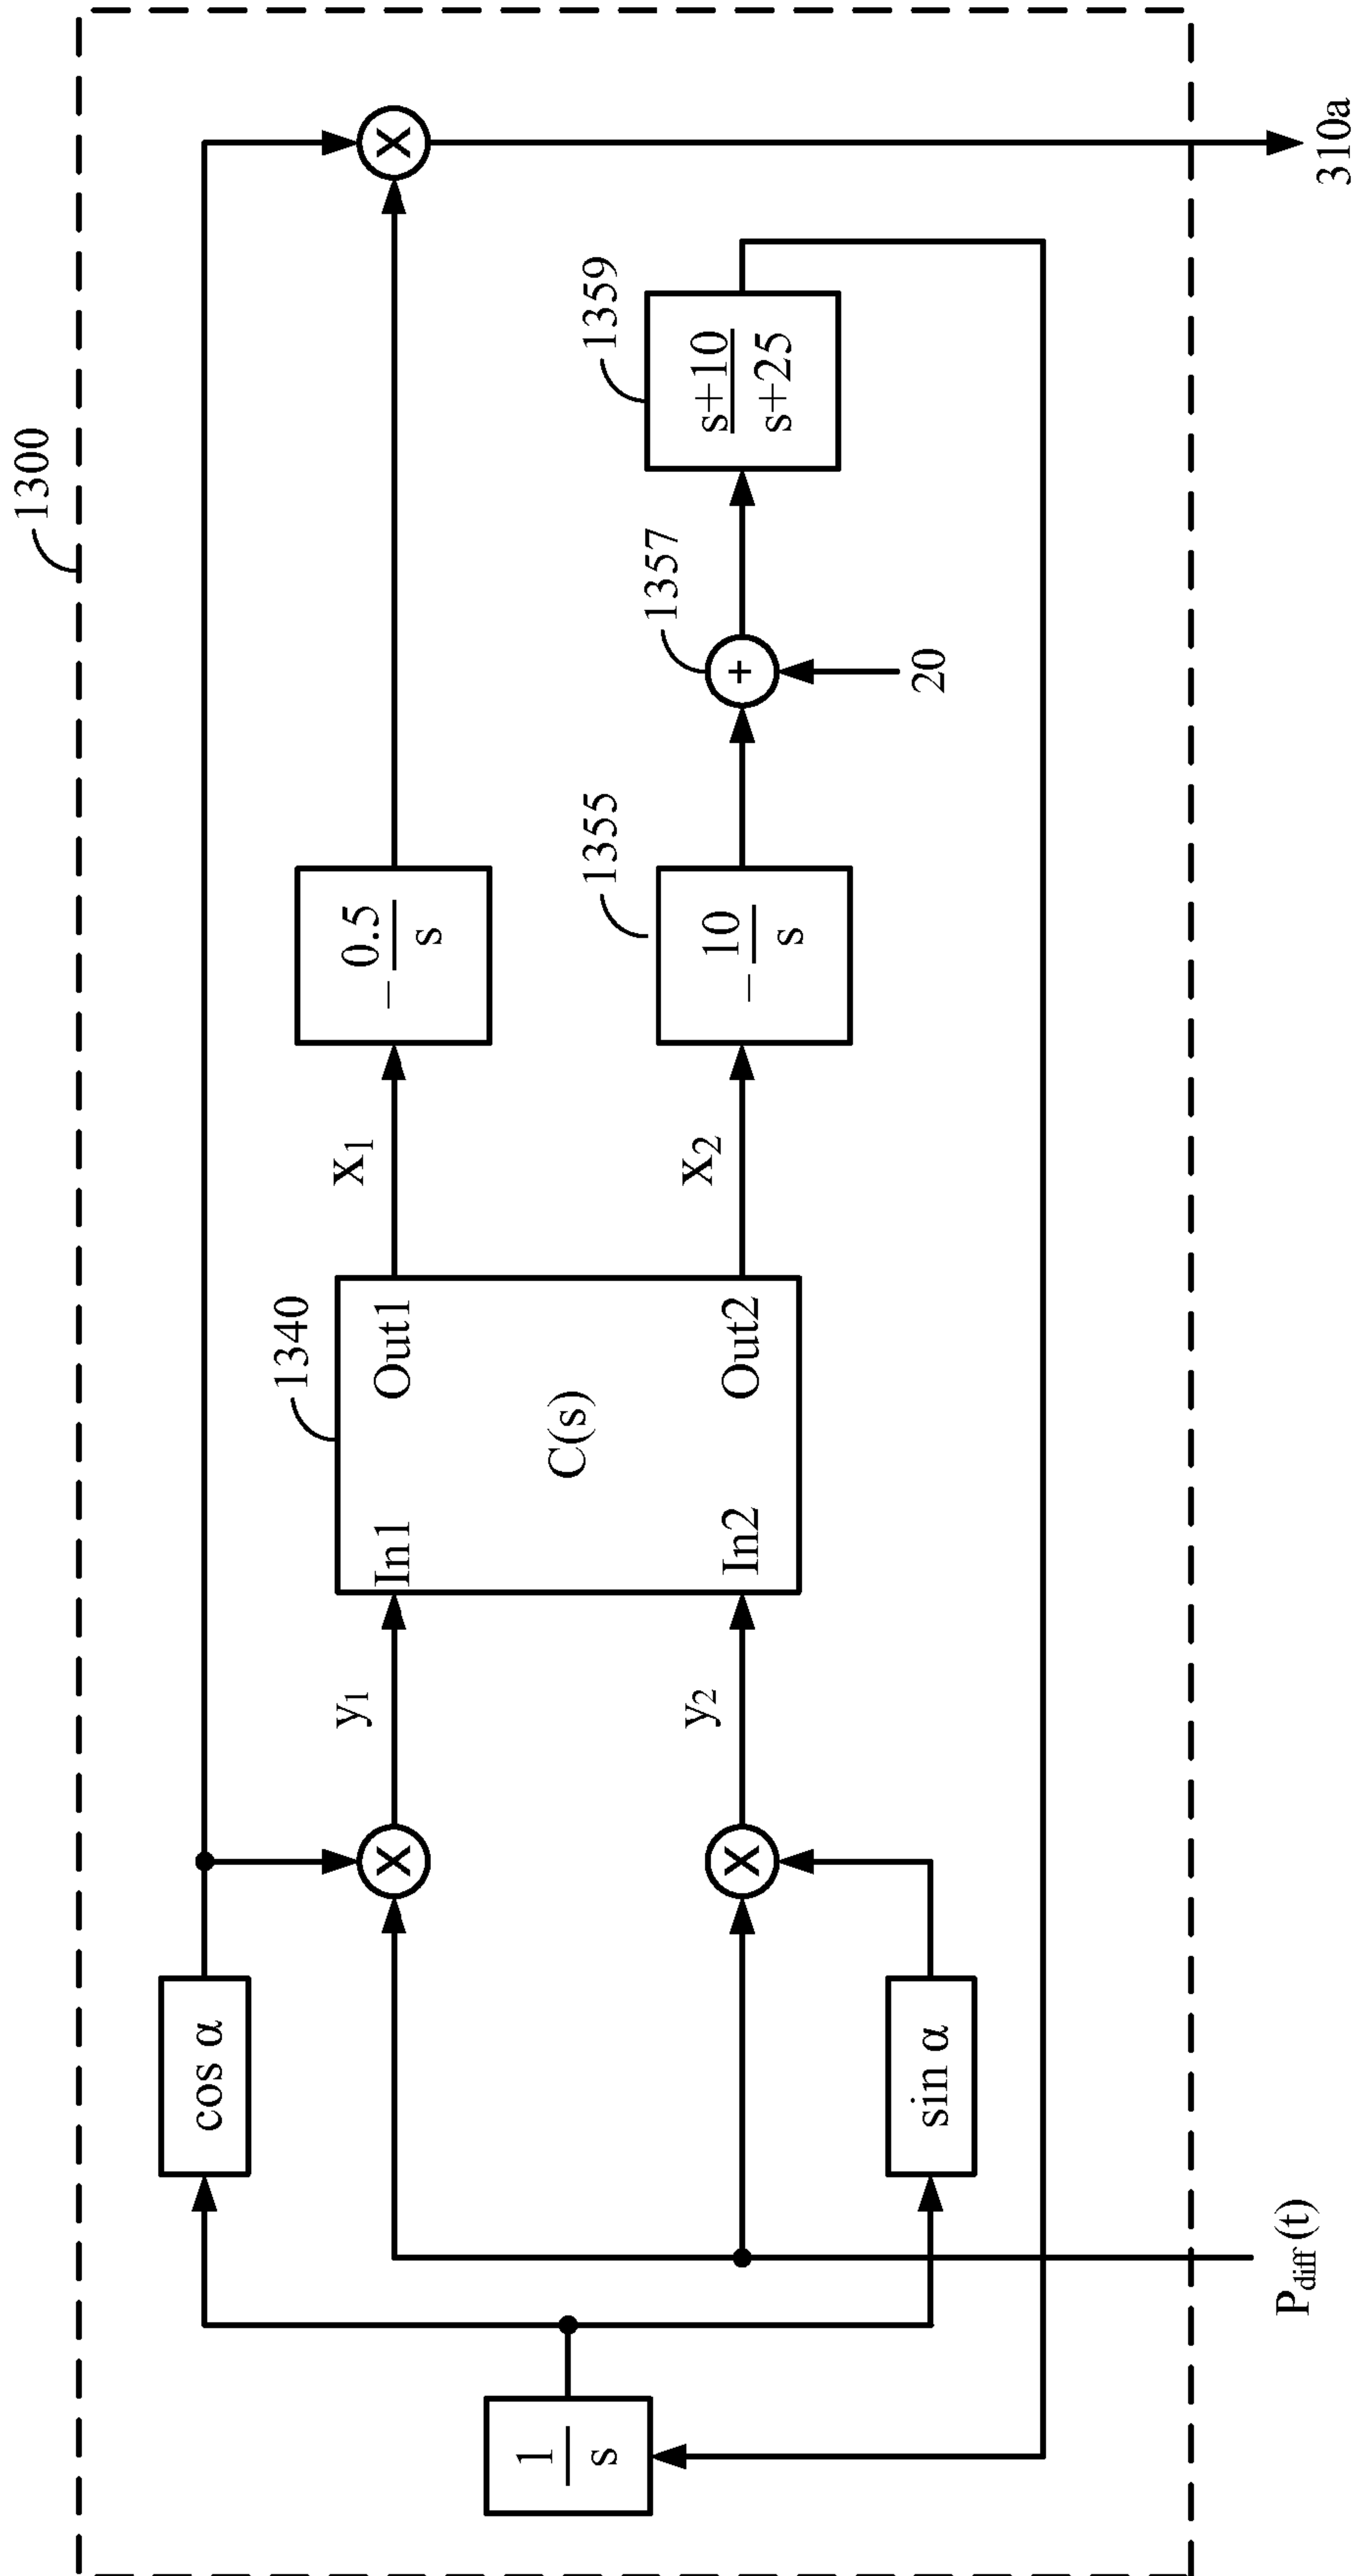 1300
cos α
1340
X₁
− 0.5
s
y₁
In1
Out1
C(s)
In2
Out2
1
s
y₂
X₂
1355
− 10
s
1357
+
20
1359
s+10
s+25
sin α
X
X
X
P_diff (t)
310a